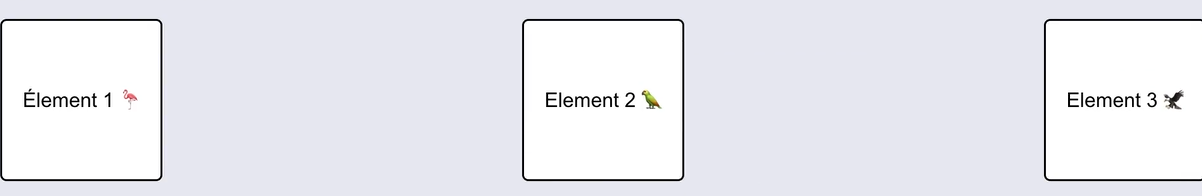 Élement 1 🦩
Element 2 🦜
Element 3 🦅